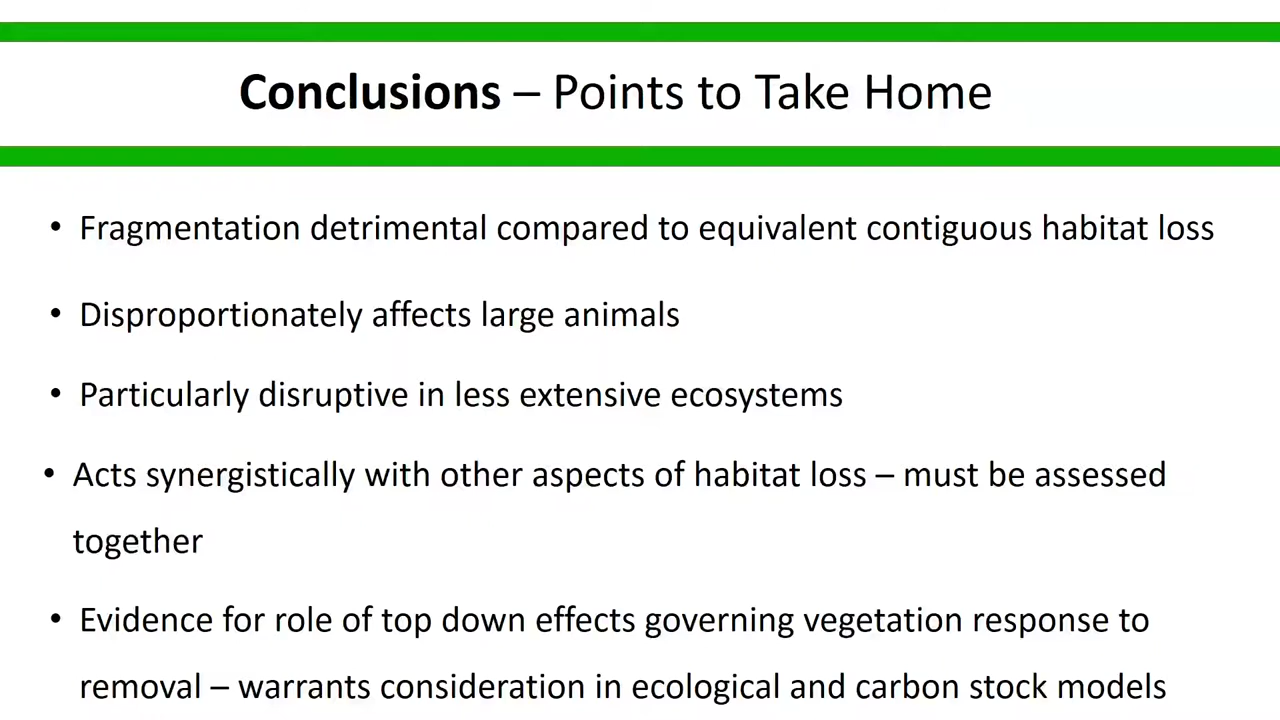 Conclusions – Points to Take Home
• Fragmentation detrimental compared to equivalent contiguous habitat loss
• Disproportionately affects large animals
• Particularly disruptive in less extensive ecosystems
• Acts synergistically with other aspects of habitat loss – must be assessed
together
• Evidence for role of top down effects governing vegetation response to
removal – warrants consideration in ecological and carbon stock models